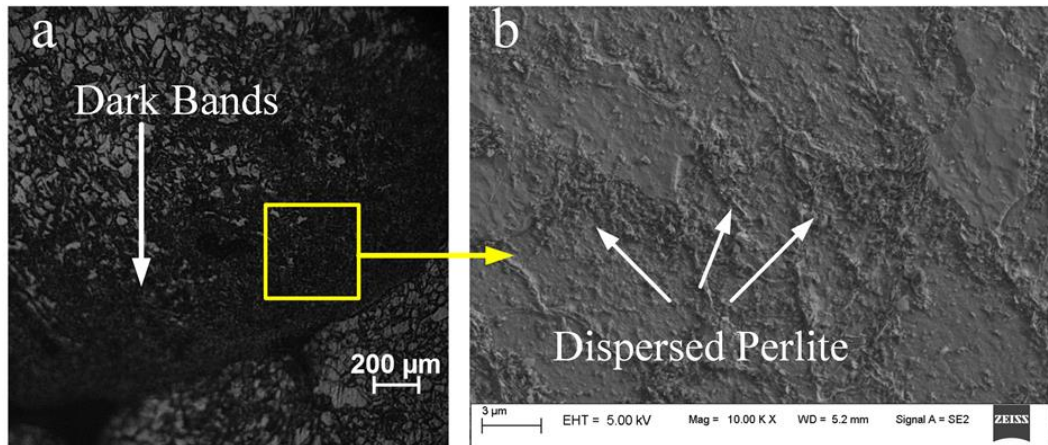 a
Dark Bands
200 µm
b
Dispersed Perlite
3 µm
EHT = 5.00 kV Mag = 10.00 K X WD = 5.2 mm Signal A = SE2 ZEISS